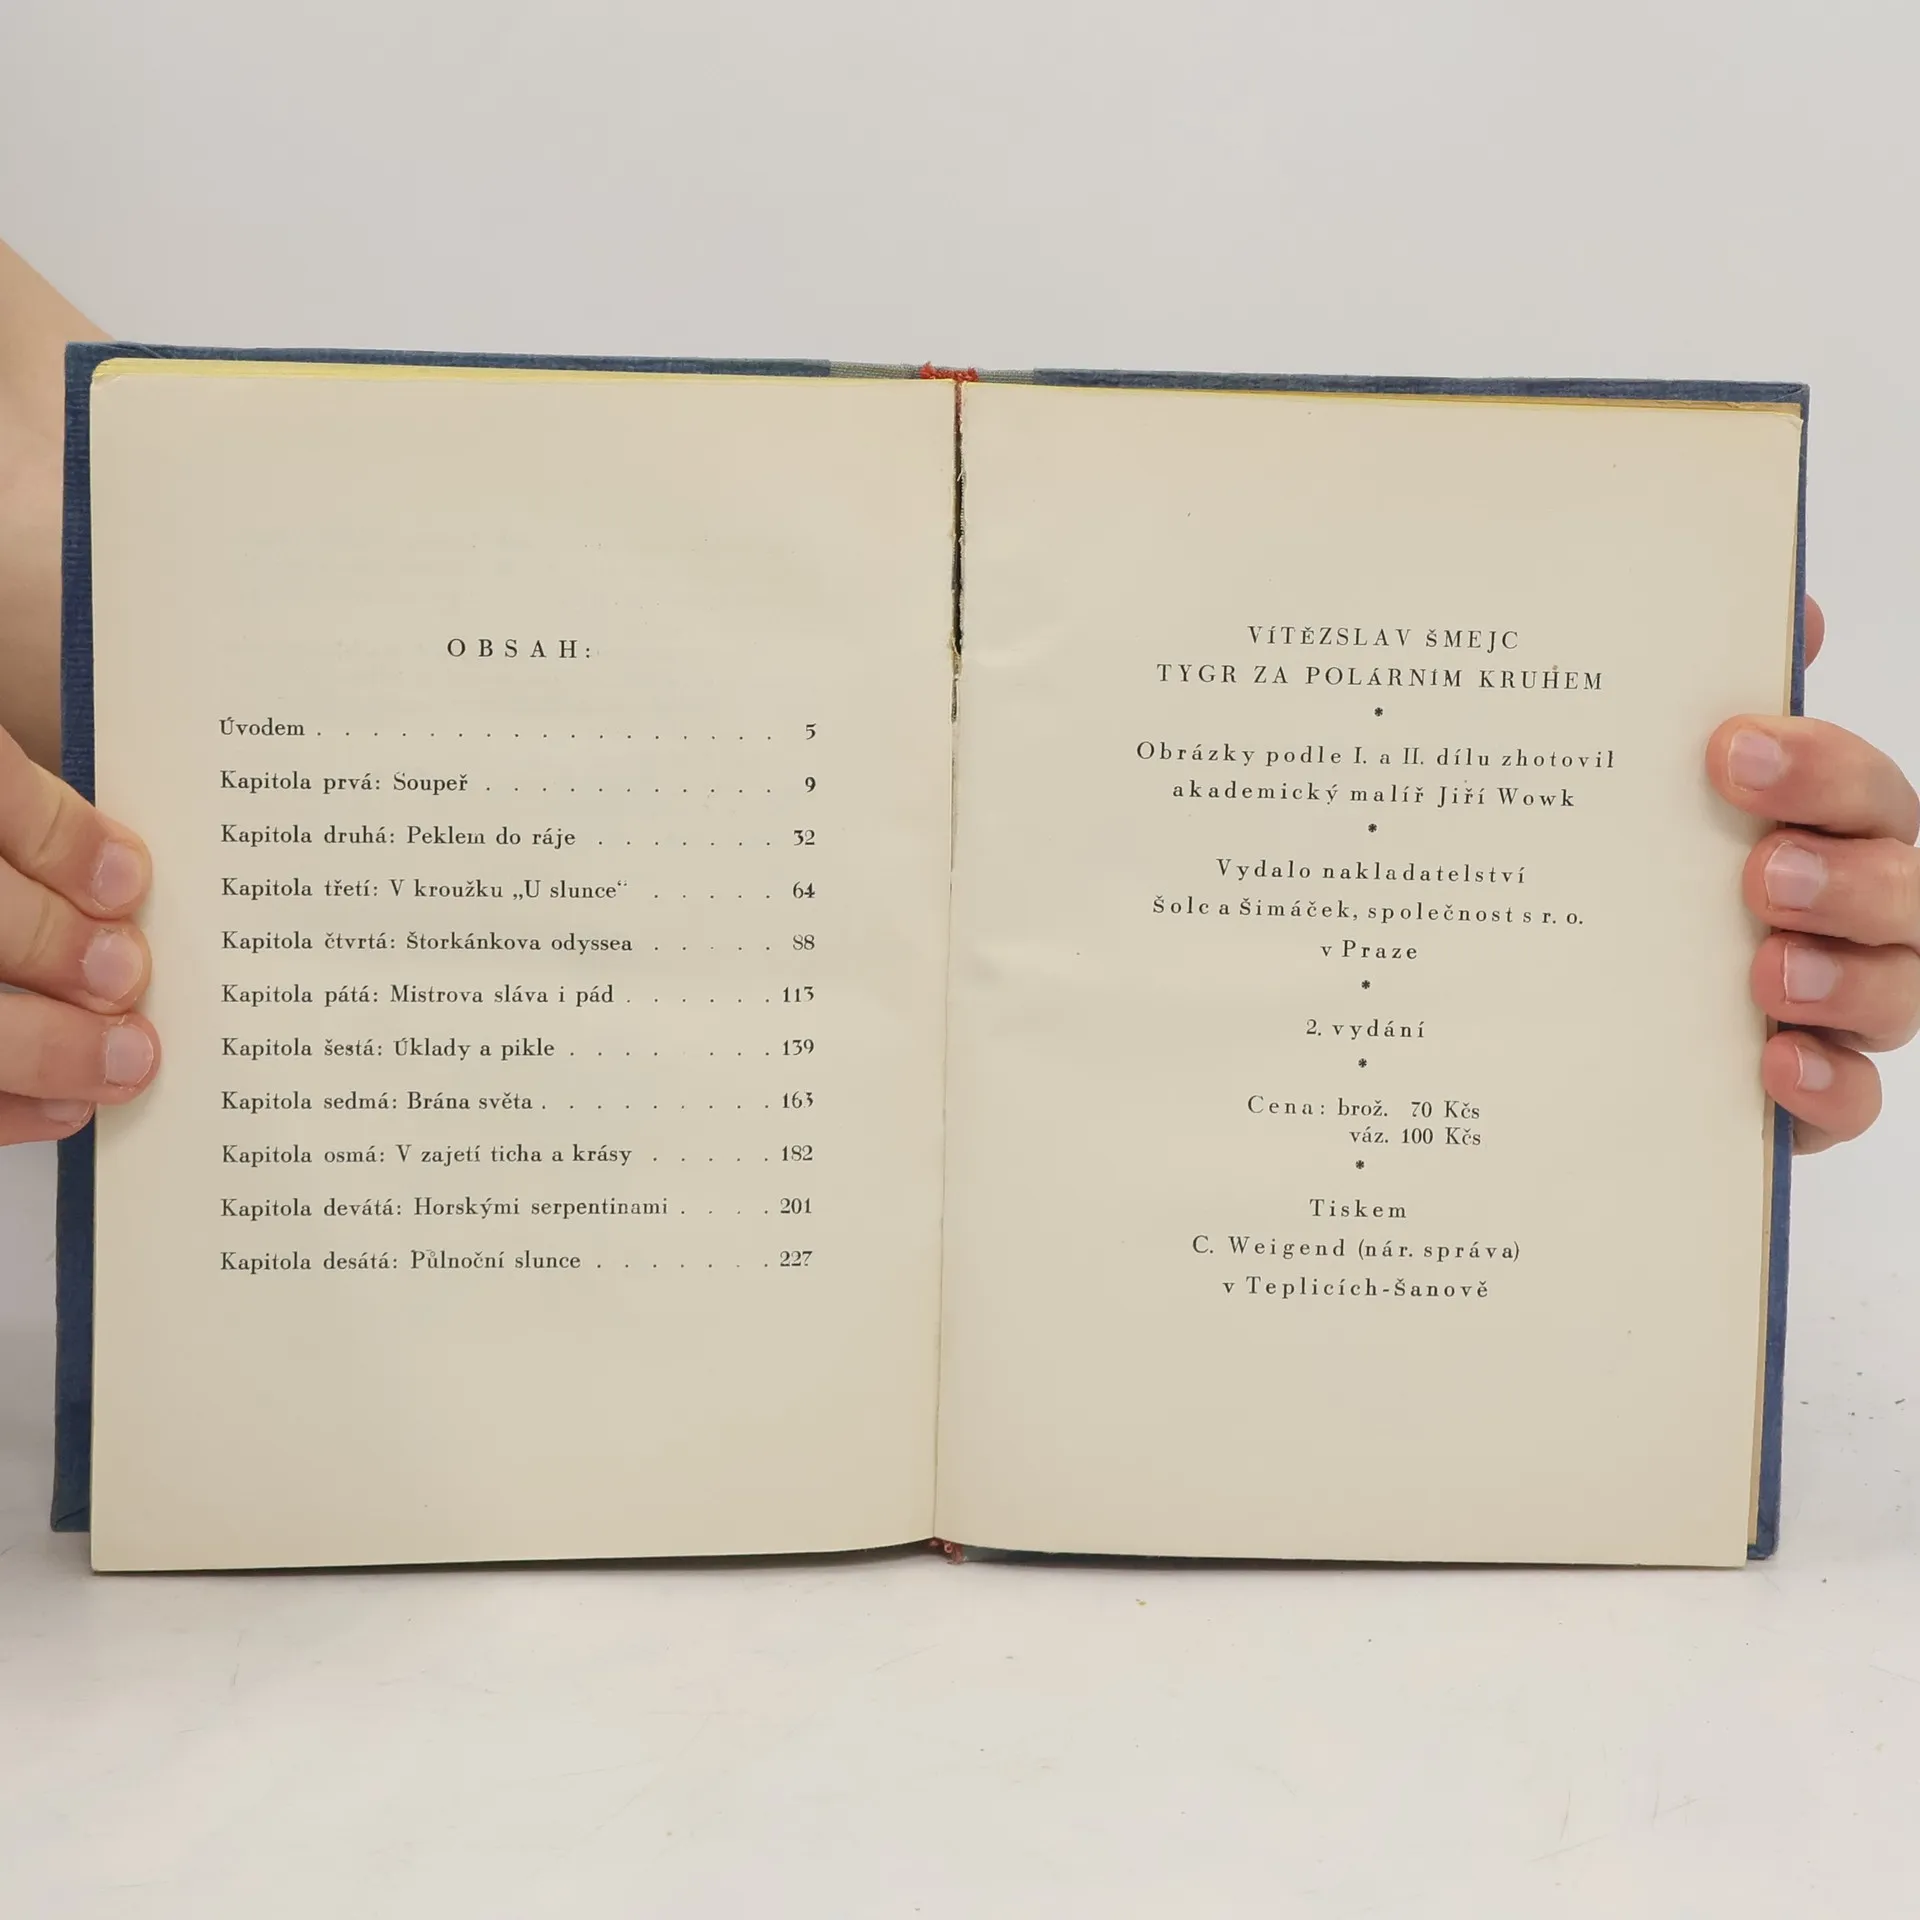 OBSAH:
Úvodem . . . . . . . . . . . . . . . . . 5
Kapitola prvá: Soupeř . . . . . . . . . . . 9
Kapitola druhá: Peklem do ráje . . . . . . . 32
Kapitola třetí: V kroužku „U slunce“ . . . . . 64
Kapitola čtvrtá: Štorkánkova odyssea . . . . . 88
Kapitola pátá: Mistrova sláva i pád . . . . . . 113
Kapitola šestá: Úklady a pikle . . . . . . . . 139
Kapitola sedmá: Brána světa . . . . . . . . . 163
Kapitola osmá: V zajetí ticha a krásy . . . . . 182
Kapitola devátá: Horskými serpentinami . . . . 201
Kapitola desátá: Půlnoční slunce . . . . . . . 227
VÍTĚZSLAV ŠMEJC
TYGR ZA POLÁRNÍM KRUHEM
*
Obrázky podle I. a II. dílu zhotovil
akademický malíř Jiří Wowk
*
Vydalo nakladatelství
Šolc a Šimáček, společnost s r. o.
v Praze
*
2. vydání
*
Cena: brož. 70 Kčs
váz. 100 Kčs
*
Tiskem
C. Weigend (nár. správa)
v Teplicích-Šanově